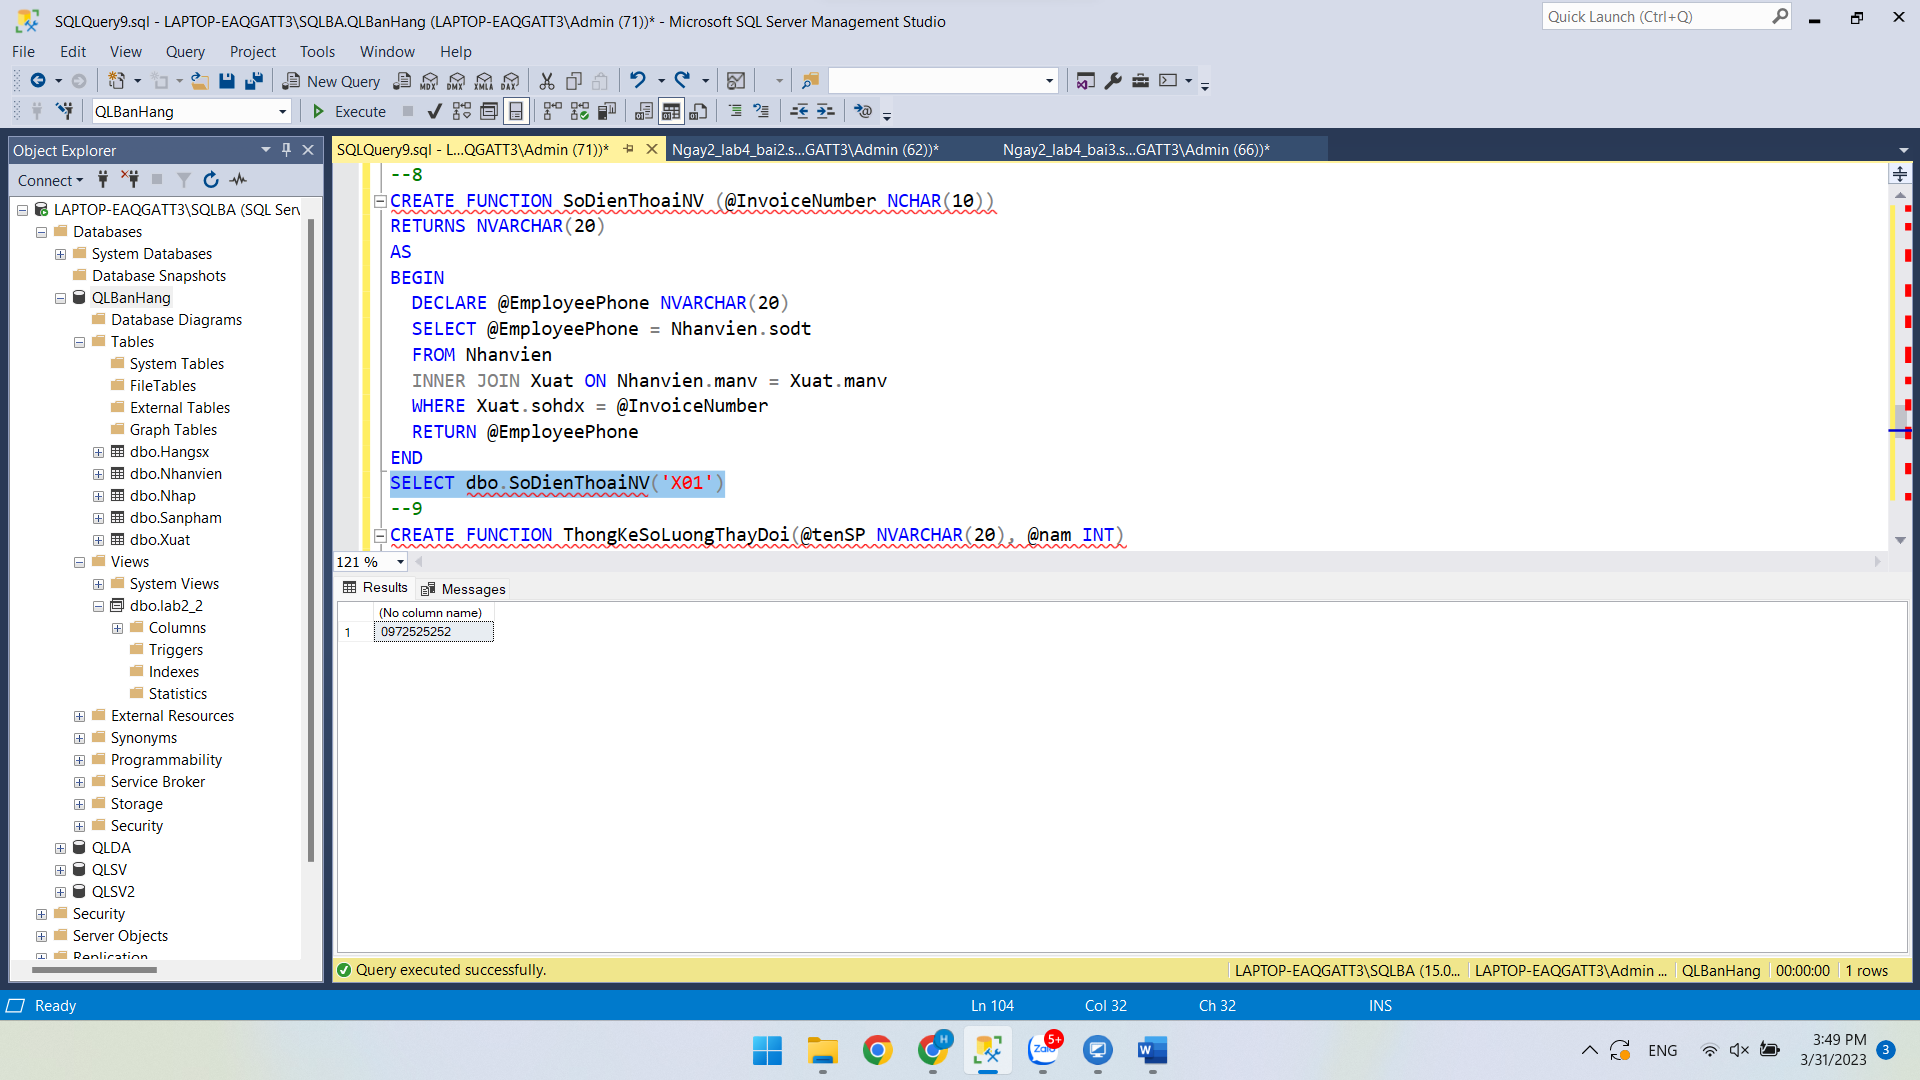 SQLQuery9.sql - LAPTOP-EAQGATT3\SQLBA.QLBanHang (LAPTOP-EAQGATT3\Admin (71))* - Microsoft SQL Server Management Studio
Quick Launch (Ctrl+Q)
File Edit View Query Project Tools Window Help
New Query
MDX DMX XMLA DAX
QLBanHang
Execute
Object Explorer
SQLQuery9.sql - L...QGATT3\Admin (71))*
Ngay2_lab4_bai2.s...GATT3\Admin (62))*
Ngay2_lab4_bai3.s...GATT3\Admin (66))*
Connect
LAPTOP-EAQGATT3\SQLBA (SQL Serv
Databases
System Databases
Database Snapshots
QLBanHang
Database Diagrams
Tables
System Tables
FileTables
External Tables
Graph Tables
dbo.Hangsx
dbo.Nhanvien
dbo.Nhap
dbo.Sanpham
dbo.Xuat
Views
System Views
dbo.lab2_2
Columns
Triggers
Indexes
Statistics
External Resources
Synonyms
Programmability
Service Broker
Storage
Security
QLDA
QLSV
QLSV2
Security
Server Objects
Replication
--8
CREATE FUNCTION SoDienThoaiNV (@InvoiceNumber NCHAR(10))
RETURNS NVARCHAR(20)
AS
BEGIN
DECLARE @EmployeePhone NVARCHAR(20)
SELECT @EmployeePhone = Nhanvien.sodt
FROM Nhanvien
INNER JOIN Xuat ON Nhanvien.manv = Xuat.manv
WHERE Xuat.sohdx = @InvoiceNumber
RETURN @EmployeePhone
END
SELECT dbo.SoDienThoaiNV('X01')
--9
CREATE FUNCTION ThongKeSoLuongThayDoi(@tenSP NVARCHAR(20), @nam INT)
121 %
Results Messages
(No column name)
1 0972525252
Query executed successfully.
LAPTOP-EAQGATT3\SQLBA (15.0... LAPTOP-EAQGATT3\Admin ... QLBanHang 00:00:00 1 rows
Ready
Ln 104 Col 32 Ch 32 INS
H
5+
Zalo
W
ENG
3:49 PM
3/31/2023
3